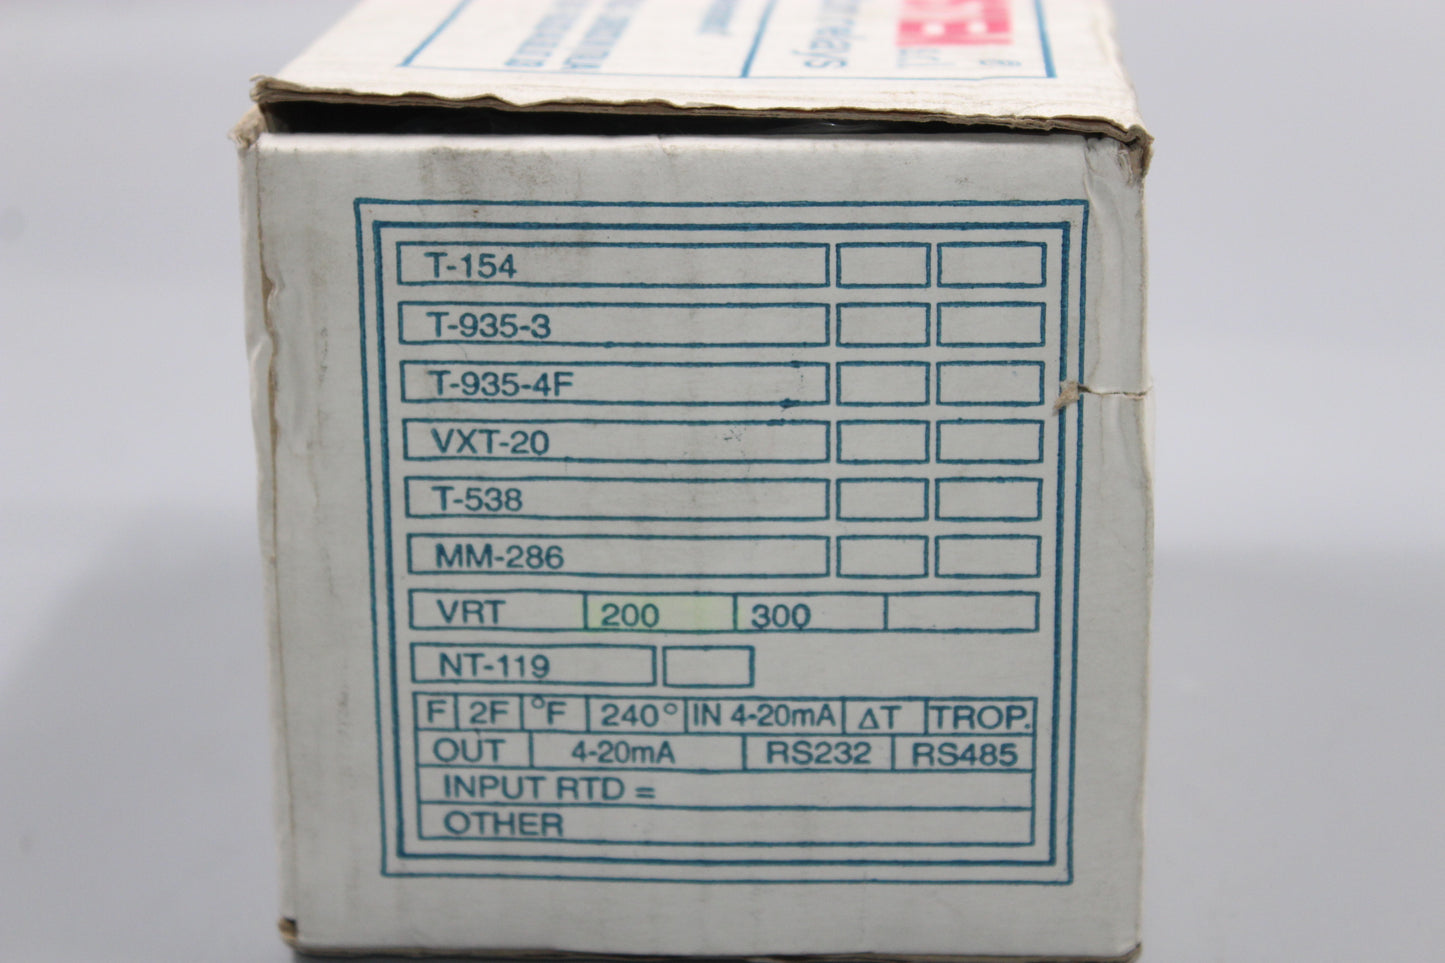 relays
T-154
T-935-3
T-935-4F
VXT-20
T-538
MM-286
VRT 200 300
NT-119
F 2F °F 240° IN 4-20mA ΔT TROP.
OUT 4-20mA RS232 RS485
INPUT RTD =
OTHER